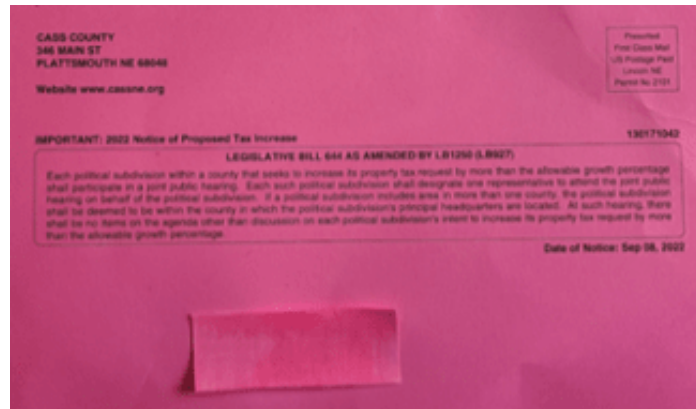 CASS COUNTY
346 MAIN ST
PLATTSMOUTH NE 68048
Website www.cassne.org
Presorted
First Class Mail
US Postage Paid
Lincoln NE
Permit No 2101
IMPORTANT: 2022 Notice of Proposed Tax Increase
130171042
LEGISLATIVE BILL 644 AS AMENDED BY LB1250 (LB927)
Each political subdivision within a county that seeks to increase its property tax request by more than the allowable growth percentage
shall participate in a joint public hearing. Each such political subdivision shall designate one representative to attend the joint public
hearing on behalf of the political subdivision. If a political subdivision includes area in more than one county, the political subdivision
shall be deemed to be within the county in which the political subdivision's principal headquarters are located. At such hearing, there
shall be no items on the agenda other than discussion on each political subdivision's intent to increase its property tax request by more
than the allowable growth percentage.
Date of Notice: Sep 08, 2022